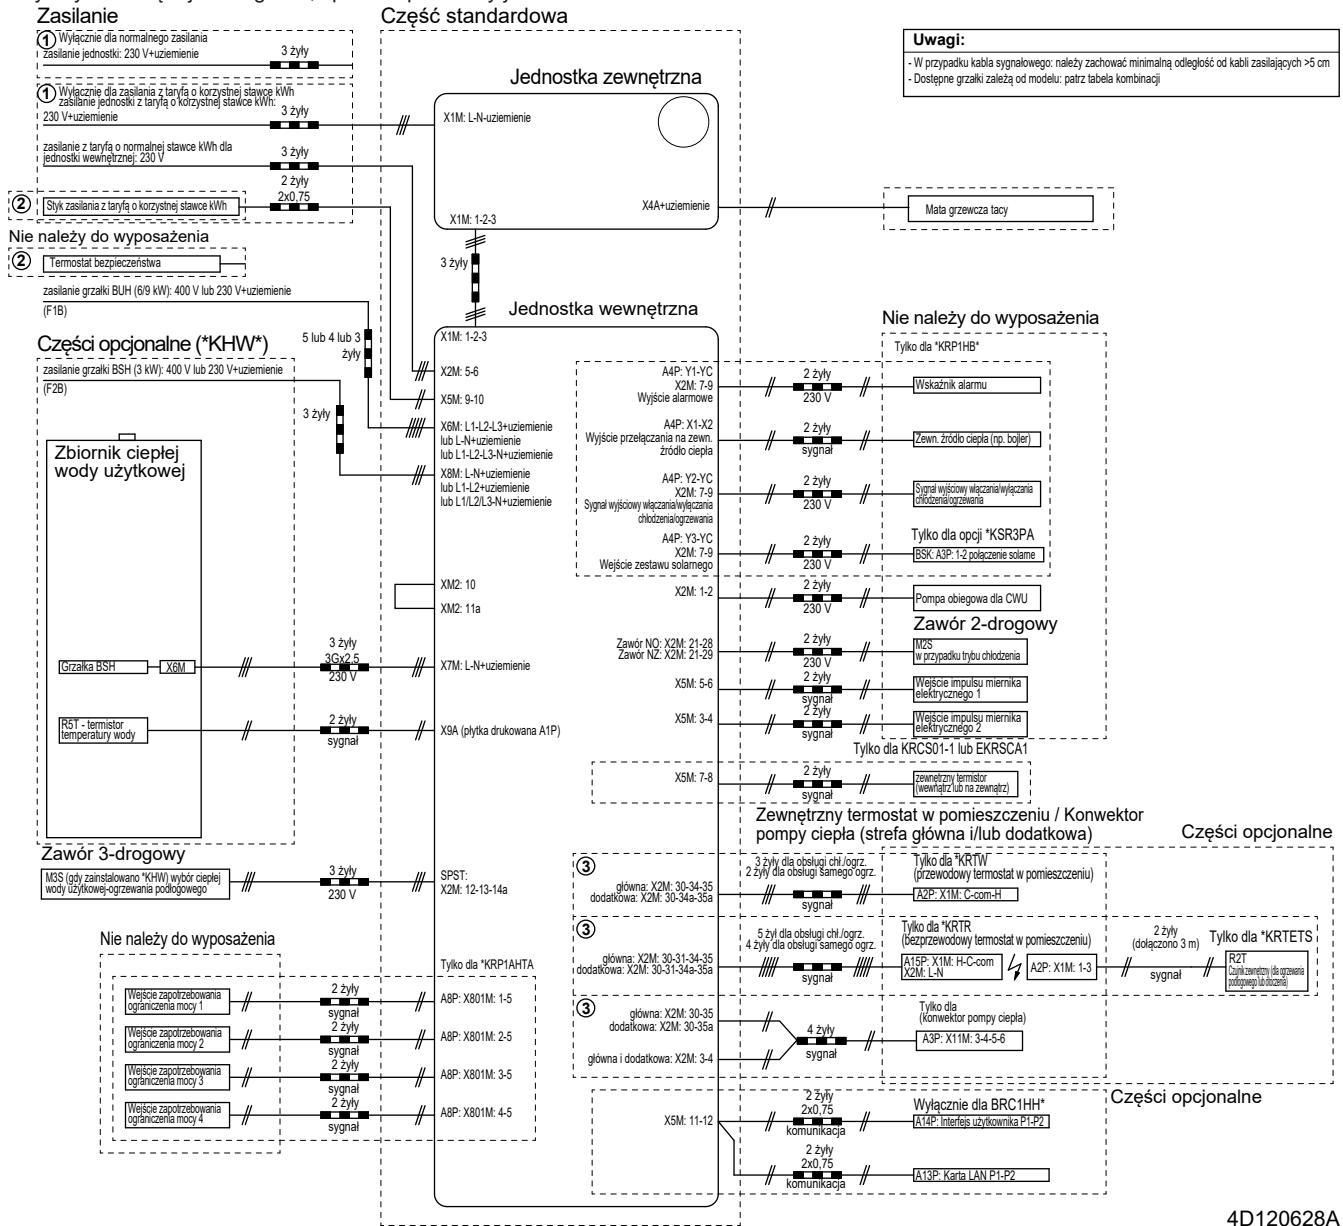 Zasilanie
① Wyłącznie dla normalnego zasilania
zasilanie jednostki: 230 V+uziemienie
3 żyły
① Wyłącznie dla zasilania z taryfą o korzystnej stawce kWh
zasilanie jednostki z taryfą o korzystnej stawce kWh:
230 V+uziemienie
3 żyły
zasilanie z taryfą o normalnej stawce kWh dla
jednostki wewnętrznej: 230 V
3 żyły
2 żyły
2x0,75
② Styk zasilania z taryfą o korzystnej stawce kWh
Nie należy do wyposażenia
② Termostat bezpieczeństwa
zasilanie grzałki BUH (6/9 kW): 400 V lub 230 V+uziemienie
(F1B)
5 lub 4 lub 3
żyły
Części opcjonalne (*KHW*)
zasilanie grzałki BSH (3 kW): 400 V lub 230 V+uziemienie
(F2B)
3 żyły
Zbiornik ciepłej
wody użytkowej
Grzałka BSH
X6M
3 żyły
3Gx2,5
230 V
R5T - termistor
temperatury wody
2 żyły
sygnał
Zawór 3-drogowy
M3S (gdy zainstalowano *KHW) wybór ciepłej
wody użytkowej-ogrzewania podłogowego
3 żyły
230 V
Nie należy do wyposażenia
Wejście zapotrzebowania
ograniczenia mocy 1
2 żyły
sygnał
Wejście zapotrzebowania
ograniczenia mocy 2
2 żyły
sygnał
Wejście zapotrzebowania
ograniczenia mocy 3
2 żyły
sygnał
Wejście zapotrzebowania
ograniczenia mocy 4
2 żyły
sygnał
Część standardowa
Jednostka zewnętrzna
X1M: L-N-uziemienie
X4A+uziemienie
X1M: 1-2-3
3 żyły
Jednostka wewnętrzna
X1M: 1-2-3
X2M: 5-6
X5M: 9-10
X6M: L1-L2-L3+uziemienie
lub L-N+uziemienie
lub L1-L2-L3-N+uziemienie
X8M: L-N+uziemienie
lub L1-L2+uziemienie
lub L1/L2/L3-N+uziemienie
XM2: 10
XM2: 11a
X7M: L-N+uziemienie
X9A (płytka drukowana A1P)
SPST:
X2M: 12-13-14a
Tylko dla *KRP1AHTA
A8P: X801M: 1-5
A8P: X801M: 2-5
A8P: X801M: 3-5
A8P: X801M: 4-5
Uwagi:
- W przypadku kabla sygnałowego: należy zachować minimalną odległość od kabli zasilających >5 cm
- Dostępne grzałki zależą od modelu: patrz tabela kombinacji
Mata grzewcza tacy
Nie należy do wyposażenia
Tylko dla *KRP1HB*
A4P: Y1-YC
X2M: 7-9
Wyjście alarmowe
2 żyły
230 V
Wskaźnik alarmu
A4P: X1-X2
Wyjście przełączania na zewn.
źródło ciepła
2 żyły
sygnał
Zewn. źródło ciepła (np. bojler)
A4P: Y2-YC
X2M: 7-9
Sygnał wyjściowy włączania/wyłączania
chłodzenia/ogrzewania
2 żyły
230 V
Sygnał wyjściowy włączania/wyłączania
chłodzenia/ogrzewania
A4P: Y3-YC
X2M: 7-9
Wejście zestawu solarnego
2 żyły
230 V
Tylko dla opcji *KSR3PA
BSK: A3P: 1-2 połączenie solarne
X2M: 1-2
2 żyły
230 V
Pompa obiegowa dla CWU
Zawór 2-drogowy
Zawór NO: X2M: 21-28
Zawór NZ: X2M: 21-29
2 żyły
230 V
M2S
w przypadku trybu chłodzenia
X5M: 5-6
2 żyły
sygnał
Wejście impulsu miernika
elektrycznego 1
X5M: 3-4
2 żyły
sygnał
Wejście impulsu miernika
elektrycznego 2
Tylko dla KRCS01-1 lub EKRSCA1
X5M: 7-8
2 żyły
sygnał
zewnętrzny termistor
(wewnątrz lub na zewnątrz)
Zewnętrzny termostat w pomieszczeniu / Konwektor
pompy ciepła (strefa główna i/lub dodatkowa)
Części opcjonalne
③
główna: X2M: 30-34-35
dodatkowa: X2M: 30-34a-35a
3 żyły dla obsługi chł./ogrz.
2 żyły dla obsługi samego ogrz.
sygnał
Tylko dla *KRTW
(przewodowy termostat w pomieszczeniu)
A2P: X1M: C-com-H
③
główna: X2M: 30-31-34-35
dodatkowa: X2M: 30-31-34a-35a
5 żył dla obsługi chł./ogrz.
4 żyły dla obsługi samego ogrz.
sygnał
Tylko dla *KRTR
(bezprzewodowy termostat w pomieszczeniu)
A15P: X1M: H-C-com
X2M: L-N
A2P: X1M: 1-3
2 żyły
(dołączono 3 m)
sygnał
Tylko dla *KRTETS
R2T
Czujnik zewnętrzny (dla ogrzewania
podłogowego lub otoczenia)
③
główna: X2M: 30-35
dodatkowa: X2M: 30-35a
główna i dodatkowa: X2M: 3-4
4 żyły
sygnał
Tylko dla
(konwektor pompy ciepła)
A3P: X11M: 3-4-5-6
Części opcjonalne
X5M: 11-12
2 żyły
2x0,75
komunikacja
Wyłącznie dla BRC1HH*
A14P: Interfejs użytkownika P1-P2
2 żyły
2x0,75
komunikacja
A13P: Karta LAN P1-P2
4D120628A